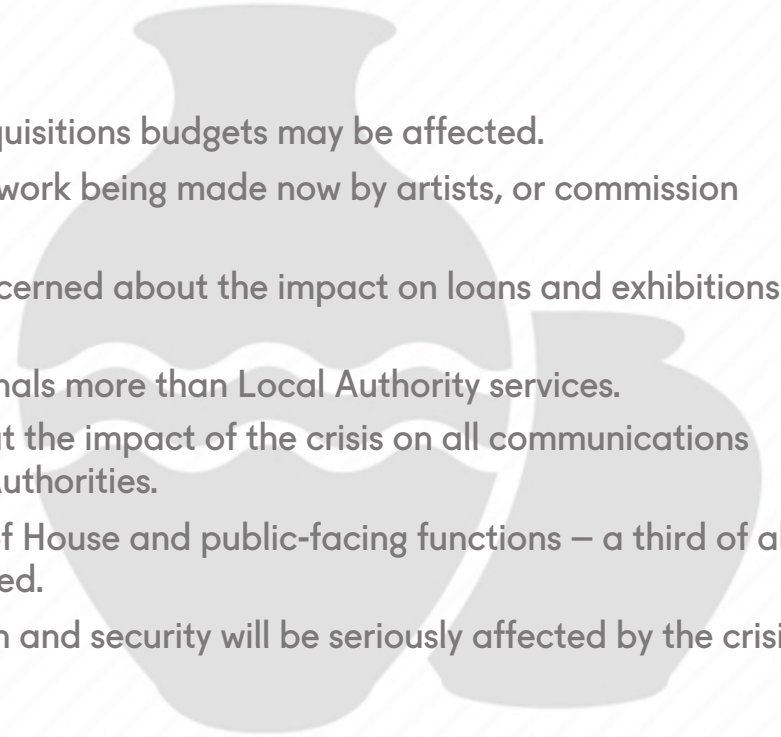 quisitions budgets may be affected.
work being made now by artists, or commission
cerned about the impact on loans and exhibitions
nals more than Local Authority services.
t the impact of the crisis on all communications
uthorities.
f House and public-facing functions – a third of al
ed.
n and security will be seriously affected by the crisi